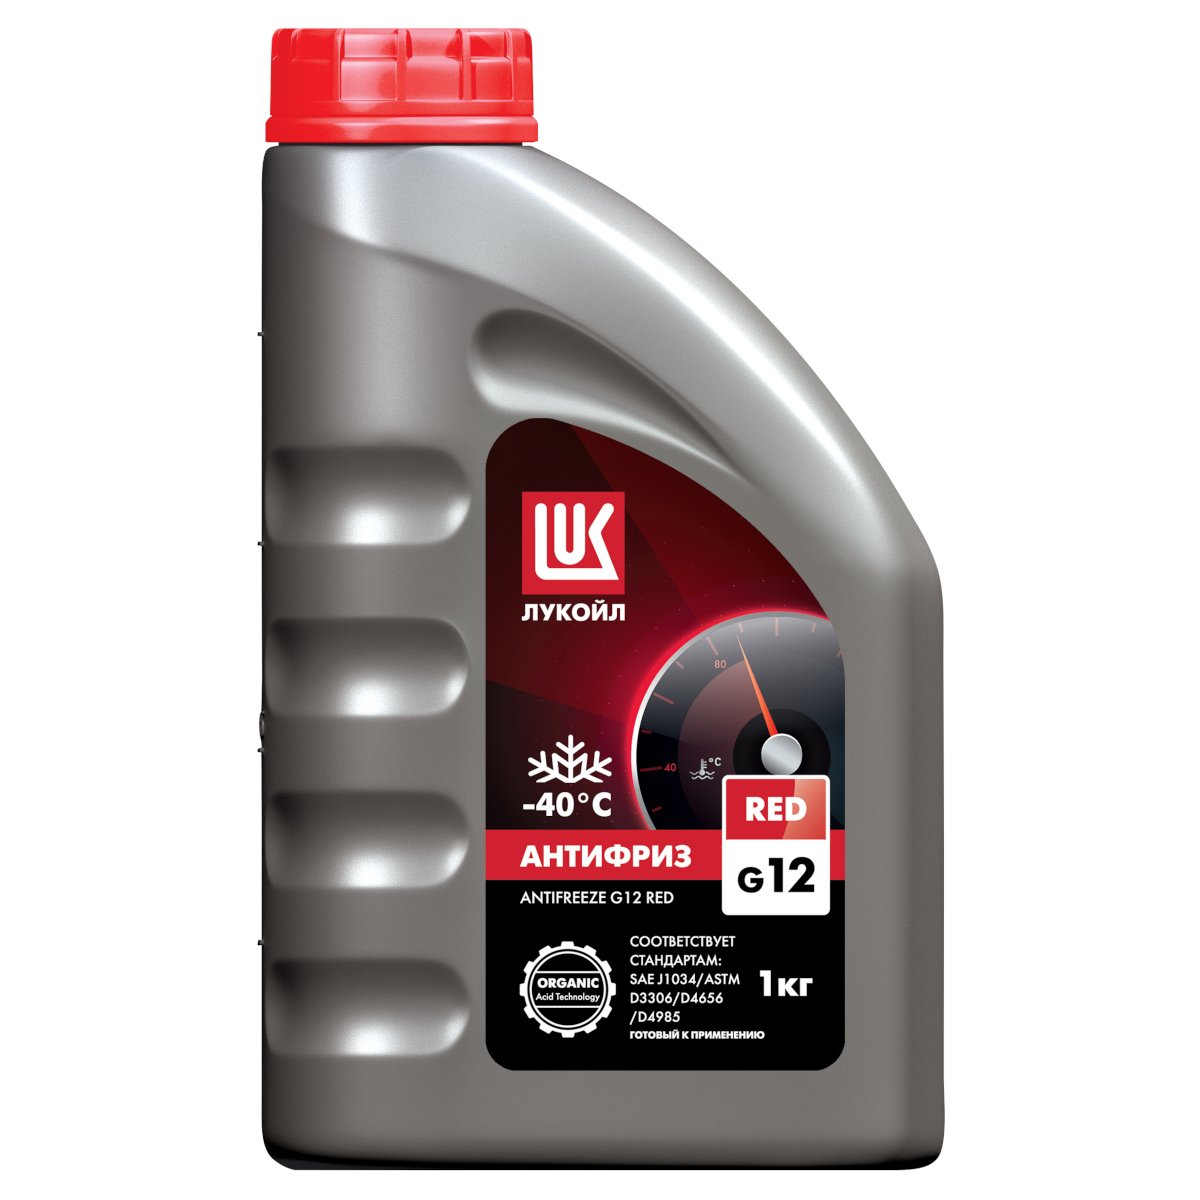 LUK
ЛУКОЙЛ
80
40
°C
-40°C
RED
G12
АНТИФРИЗ
ANTIFREEZE G12 RED
ORGANIC
Acid Technology
СООТВЕТСТВУЕТ
СТАНДАРТАМ:
SAE J1034/ASTM
D3306/D4656
/D4985
ГОТОВЫЙ К ПРИМЕНЕНИЮ
1кг